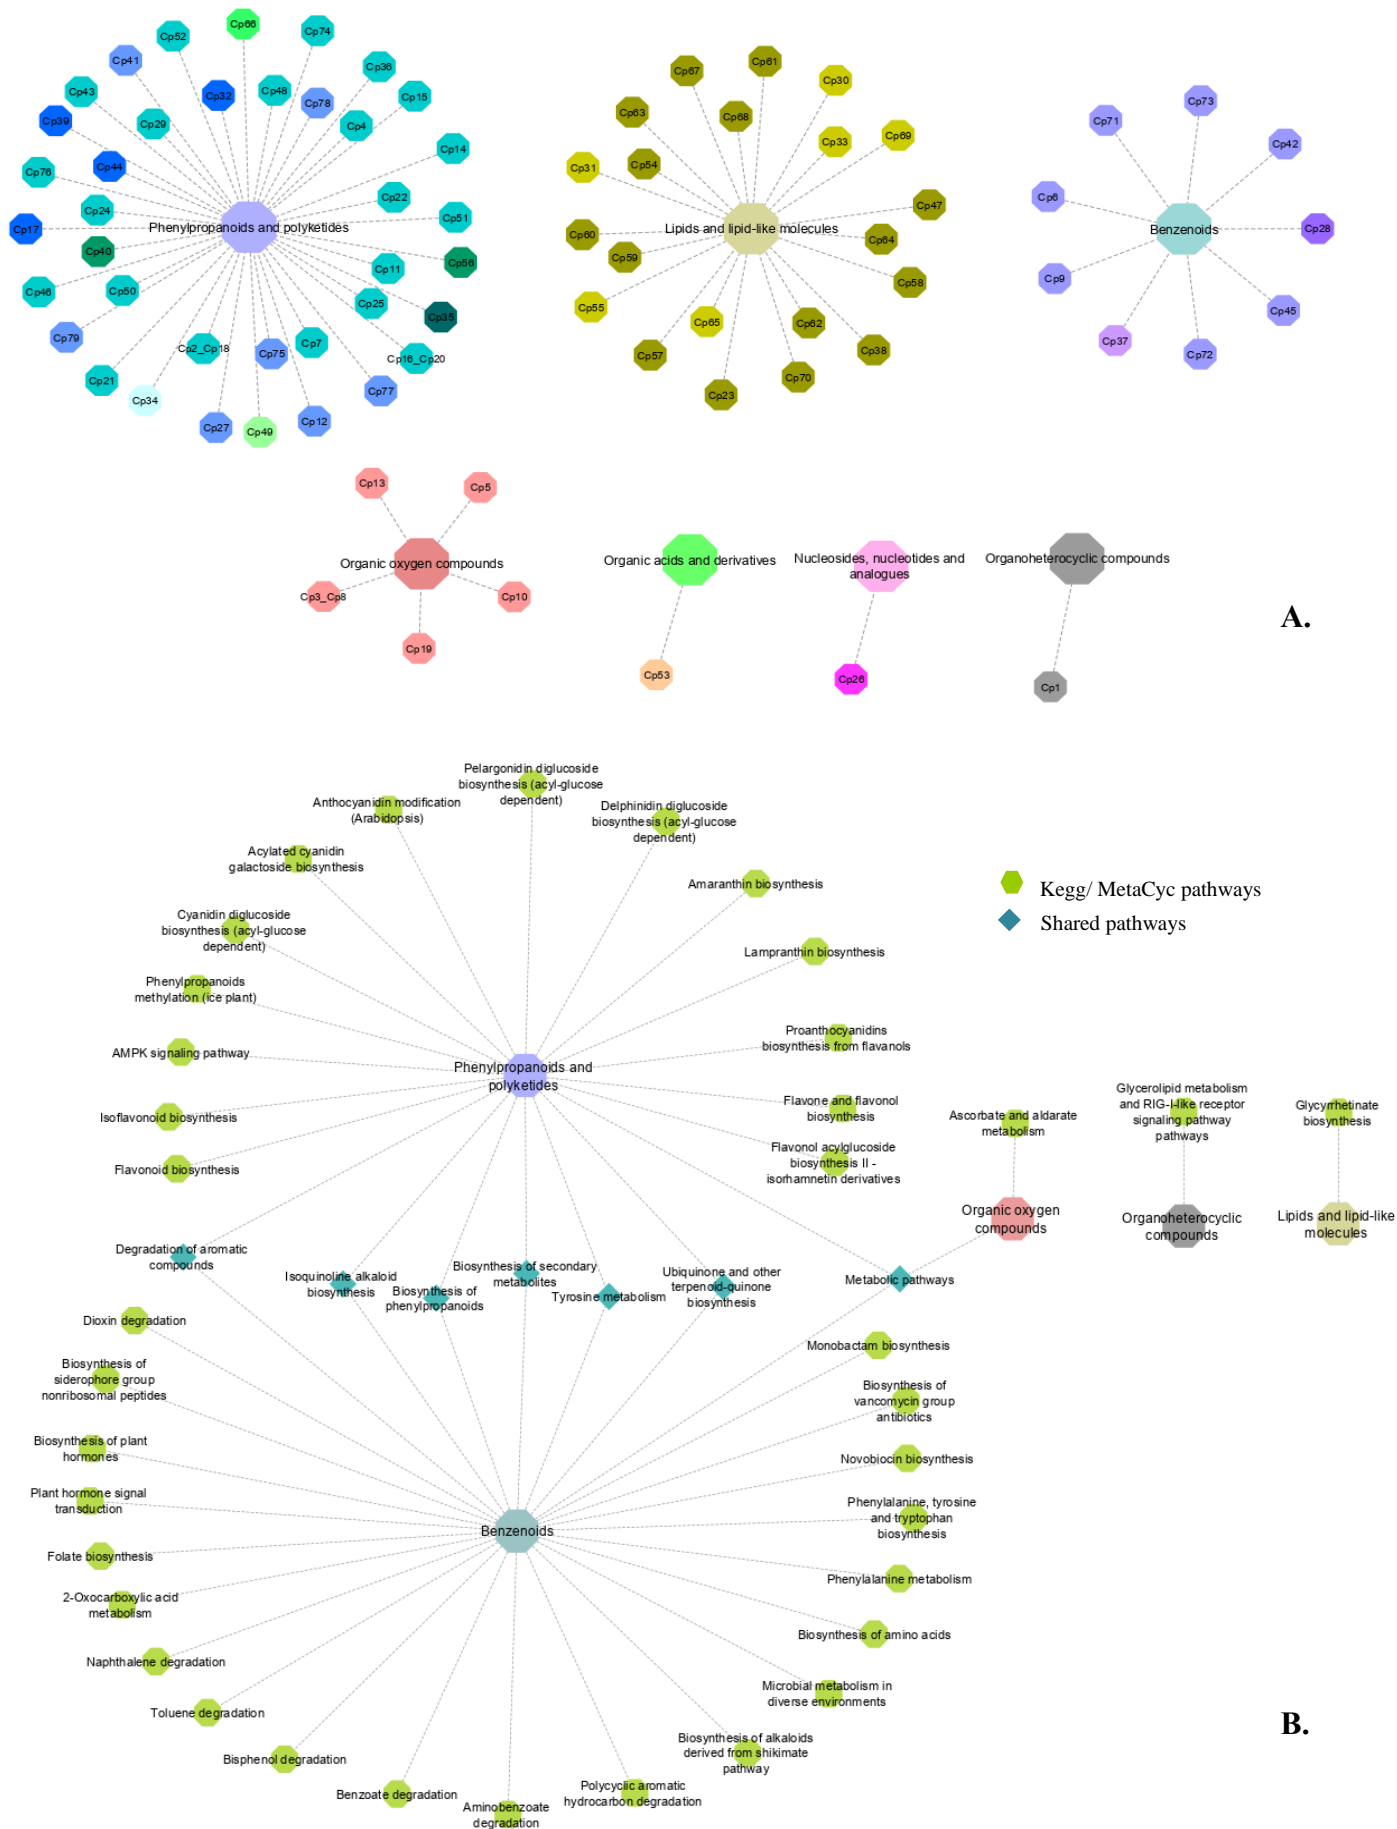 Cp66
Cp74
Cp52
Cp41
Cp36
Cp43
Cp32
Cp48
Cp78
Cp15
Cp39
Cp29
Cp4
Cp14
Cp44
Cp76
Cp22
Cp24
Cp51
Cp17
Phenylpropanoids and polyketides
Cp40
Cp56
Cp11
Cp46
Cp50
Cp25
Cp35
Cp79
Cp2_Cp18
Cp75
Cp7
Cp16_Cp20
Cp21
Cp34
Cp77
Cp27
Cp49
Cp12
Cp61
Cp67
Cp30
Cp63
Cp68
Cp33
Cp69
Cp31
Cp54
Cp47
Cp60
Lipids and lipid-like molecules
Cp64
Cp59
Cp58
Cp55
Cp65
Cp62
Cp57
Cp38
Cp70
Cp23
Cp73
Cp71
Cp42
Cp6
Benzenoids
Cp28
Cp9
Cp45
Cp37
Cp72
Cp13
Cp5
Organic oxygen compounds
Cp3_Cp8
Cp10
Cp19
Organic acids and derivatives
Cp53
Nucleosides, nucleotides and
analogues
Cp26
Organoheterocyclic compounds
Cp1
A.
Pelargonidin diglucoside
biosynthesis (acyl-glucose
dependent)
Anthocyanidin modification
(Arabidopsis)
Delphinidin diglucoside
biosynthesis (acyl-glucose
dependent)
Acylated cyanidin
galactoside biosynthesis
Amaranthin biosynthesis
Kegg/ MetaCyc pathways
Shared pathways
Cyanidin diglucoside
biosynthesis (acyl-glucose
dependent)
Lampranthin biosynthesis
Phenylpropanoids
methylation (ice plant)
Proanthocyanidins
biosynthesis from flavanols
AMPK signaling pathway
Phenylpropanoids and
polyketides
Flavone and flavonol
biosynthesis
Isoflavonoid biosynthesis
Flavonol acylglucoside
biosynthesis II -
isorhamnetin derivatives
Flavonoid biosynthesis
Ascorbate and aldarate
metabolism
Glycerolipid metabolism
and RIG-I-like receptor
signaling pathway
pathways
Glycyrrhetinate
biosynthesis
Organic oxygen
compounds
Organoheterocyclic
compounds
Lipids and lipid-like
molecules
Degradation of aromatic
compounds
Isoquinoline alkaloid
biosynthesis
Biosynthesis of
phenylpropanoids
Biosynthesis of secondary
metabolites
Tyrosine metabolism
Ubiquinone and other
terpenoid-quinone
biosynthesis
Metabolic pathways
Dioxin degradation
Monobactam biosynthesis
Biosynthesis of
siderophore group
nonribosomal peptides
Biosynthesis of
vancomycin group
antibiotics
Biosynthesis of plant
hormones
Novobiocin biosynthesis
Plant hormone signal
transduction
Phenylalanine, tyrosine
and tryptophan
biosynthesis
Benzenoids
Folate biosynthesis
Phenylalanine metabolism
2-Oxocarboxylic acid
metabolism
Biosynthesis of amino acids
Naphthalene degradation
Microbial metabolism in
diverse environments
Toluene degradation
Biosynthesis of alkaloids
derived from shikimate
pathway
B.
Bisphenol degradation
Benzoate degradation
Polycyclic aromatic
hydrocarbon degradation
Aminobenzoate
degradation